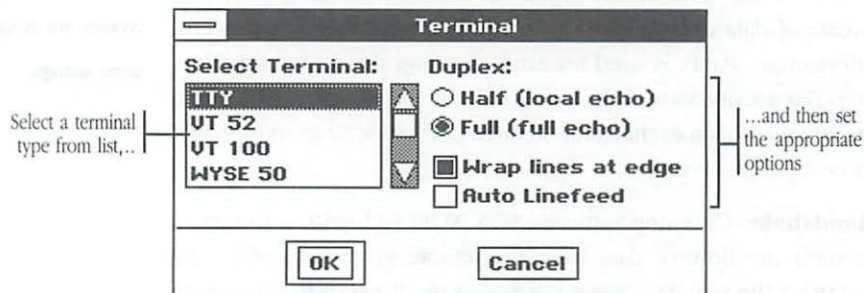 Terminal
Select Terminal:
Duplex:
TTY
VT 52
VT 100
WYSE 50
Half (local echo)
Full (full echo)
Wrap lines at edge
Auto Linefeed
OK
Cancel
Select a terminal
type from list,...
...and then set
the appropriate
options